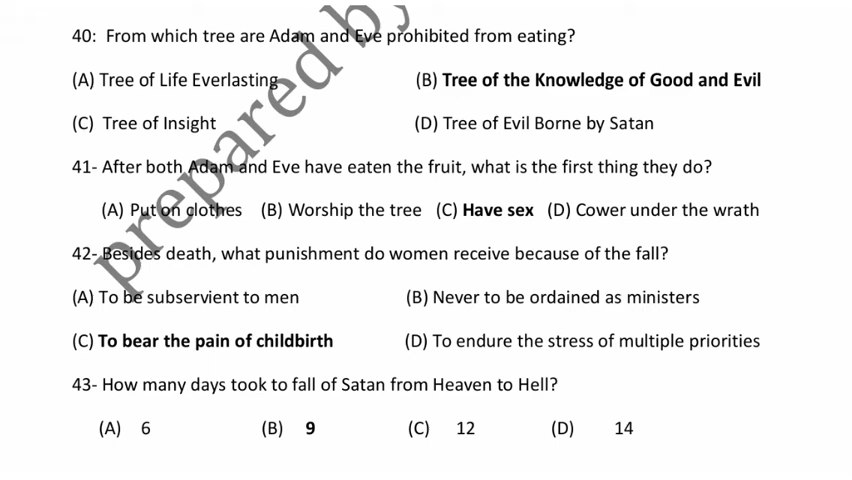 40: From which tree are Adam and Eve prohibited from eating?
(A) Tree of Life Everlasting (B) Tree of the Knowledge of Good and Evil
(C) Tree of Insight (D) Tree of Evil Borne by Satan
41- After both Adam and Eve have eaten the fruit, what is the first thing they do?
(A) Put on clothes (B) Worship the tree (C) Have sex (D) Cower under the wrath
42- Besides death, what punishment do women receive because of the fall?
(A) To be subservient to men (B) Never to be ordained as ministers
(C) To bear the pain of childbirth (D) To endure the stress of multiple priorities
43- How many days took to fall of Satan from Heaven to Hell?
(A) 6 (B) 9 (C) 12 (D) 14
prepared by